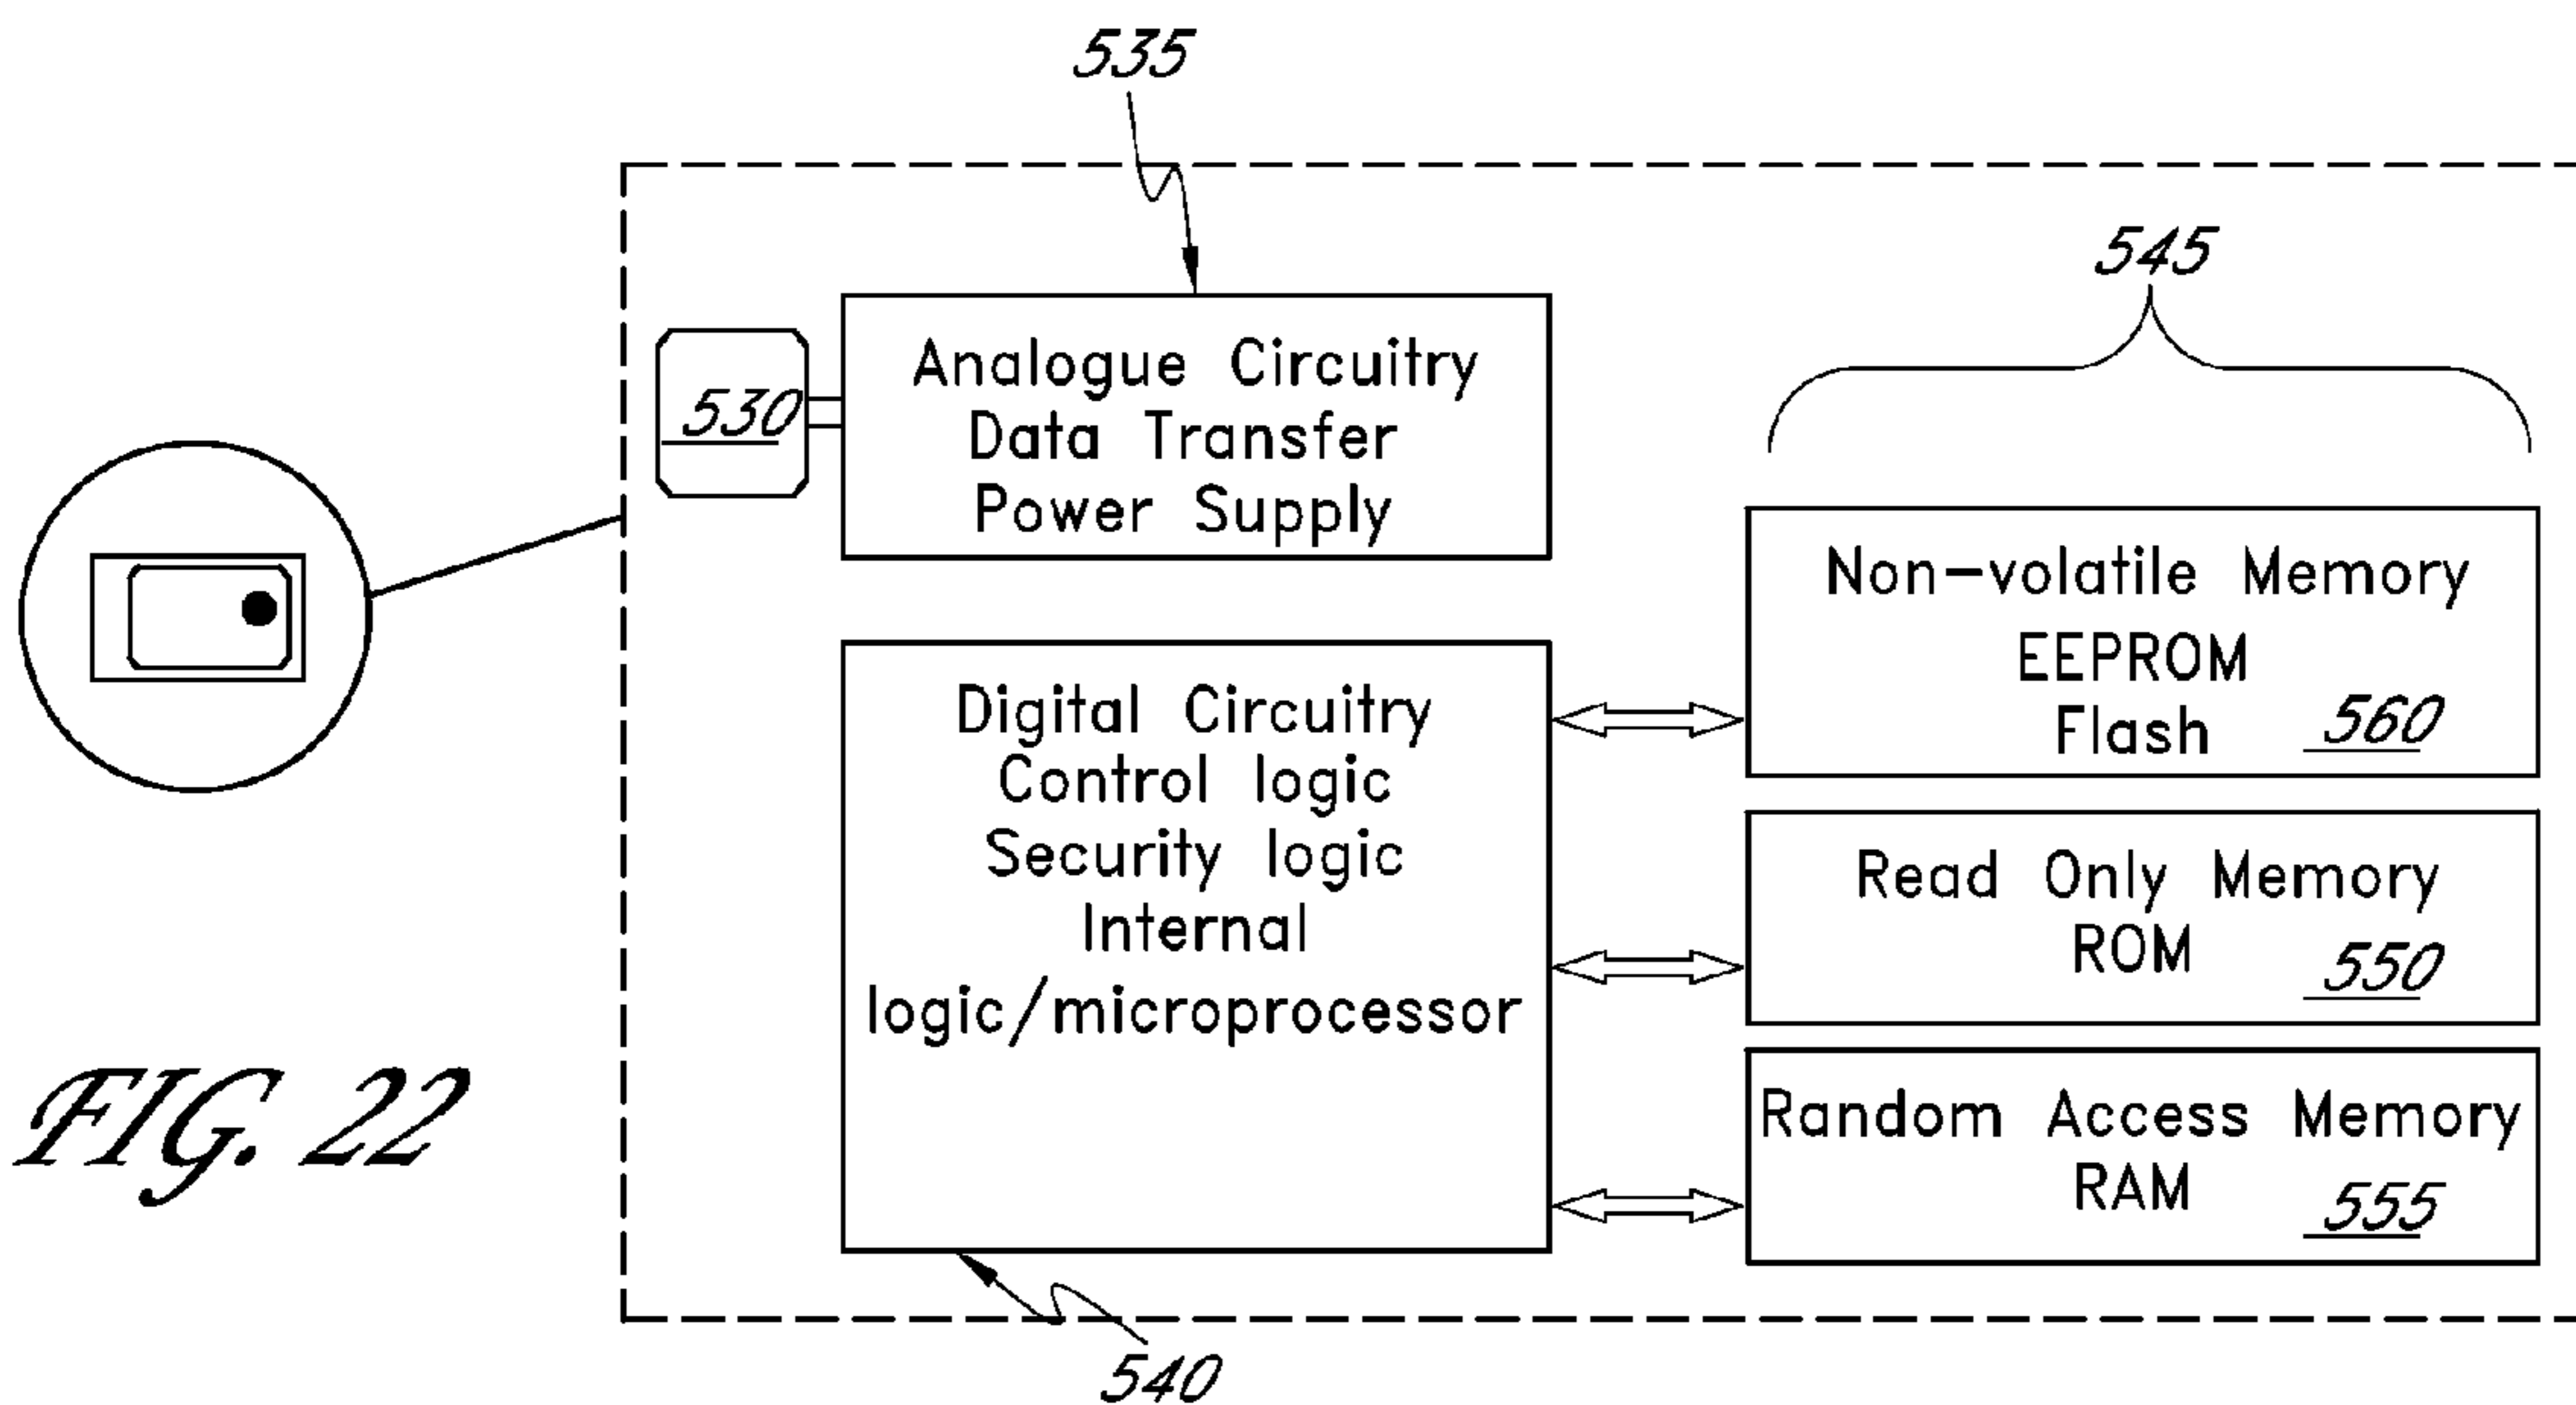 535
545
530
Analogue Circuitry
Data Transfer
Power Supply
Non-volatile Memory
EEPROM
Flash 560
Digital Circuitry
Control logic
Security logic
Internal
logic/microprocessor
Read Only Memory
ROM 550
Random Access Memory
RAM 555
540
FIG. 22